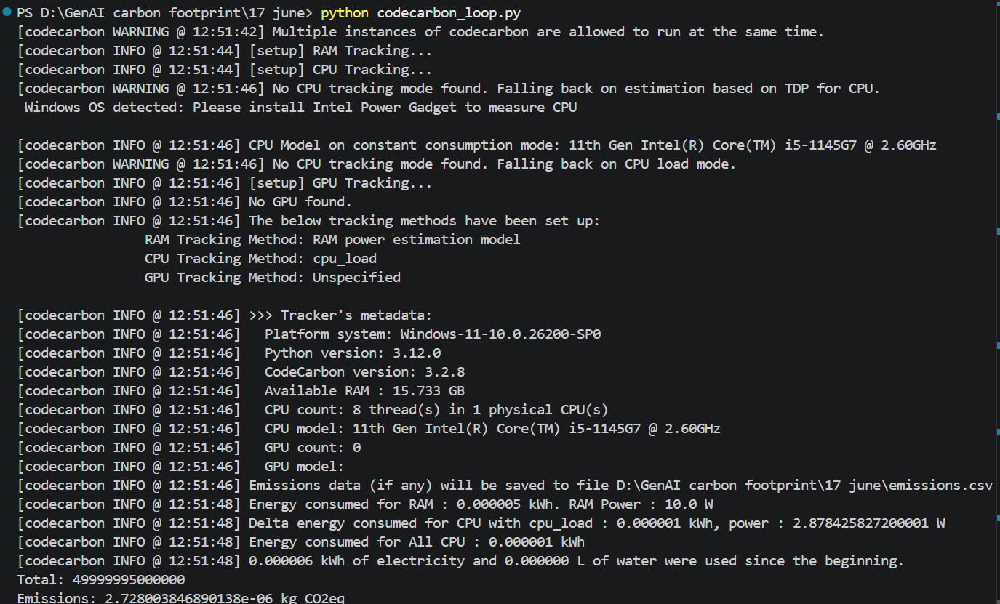 PS D:\GenAI carbon footprint\17 june> python codecarbon_loop.py
[codecarbon WARNING @ 12:51:42] Multiple instances of codecarbon are allowed to run at the same time.
[codecarbon INFO @ 12:51:44] [setup] RAM Tracking...
[codecarbon INFO @ 12:51:44] [setup] CPU Tracking...
[codecarbon WARNING @ 12:51:46] No CPU tracking mode found. Falling back on estimation based on TDP for CPU.
Windows OS detected: Please install Intel Power Gadget to measure CPU
[codecarbon INFO @ 12:51:46] CPU Model on constant consumption mode: 11th Gen Intel(R) Core(TM) i5-1145G7 @ 2.60GHz
[codecarbon WARNING @ 12:51:46] No CPU tracking mode found. Falling back on CPU load mode.
[codecarbon INFO @ 12:51:46] [setup] GPU Tracking...
[codecarbon INFO @ 12:51:46] No GPU found.
[codecarbon INFO @ 12:51:46] The below tracking methods have been set up:
RAM Tracking Method: RAM power estimation model
CPU Tracking Method: cpu_load
GPU Tracking Method: Unspecified
[codecarbon INFO @ 12:51:46] >>> Tracker's metadata:
[codecarbon INFO @ 12:51:46]   Platform system: Windows-11-10.0.26200-SP0
[codecarbon INFO @ 12:51:46]   Python version: 3.12.0
[codecarbon INFO @ 12:51:46]   CodeCarbon version: 3.2.8
[codecarbon INFO @ 12:51:46]   Available RAM : 15.733 GB
[codecarbon INFO @ 12:51:46]   CPU count: 8 thread(s) in 1 physical CPU(s)
[codecarbon INFO @ 12:51:46]   CPU model: 11th Gen Intel(R) Core(TM) i5-1145G7 @ 2.60GHz
[codecarbon INFO @ 12:51:46]   GPU count: 0
[codecarbon INFO @ 12:51:46]   GPU model:
[codecarbon INFO @ 12:51:46] Emissions data (if any) will be saved to file D:\GenAI carbon footprint\17 june\emissions.csv
[codecarbon INFO @ 12:51:48] Energy consumed for RAM : 0.000005 kWh. RAM Power : 10.0 W
[codecarbon INFO @ 12:51:48] Delta energy consumed for CPU with cpu_load : 0.000001 kWh, power : 2.878425827200001 W
[codecarbon INFO @ 12:51:48] Energy consumed for All CPU : 0.000001 kWh
[codecarbon INFO @ 12:51:48] 0.000006 kWh of electricity and 0.000000 L of water were used since the beginning.
Total: 49999995000000
Emissions: 2.728003846890138e-06 kg CO2eq